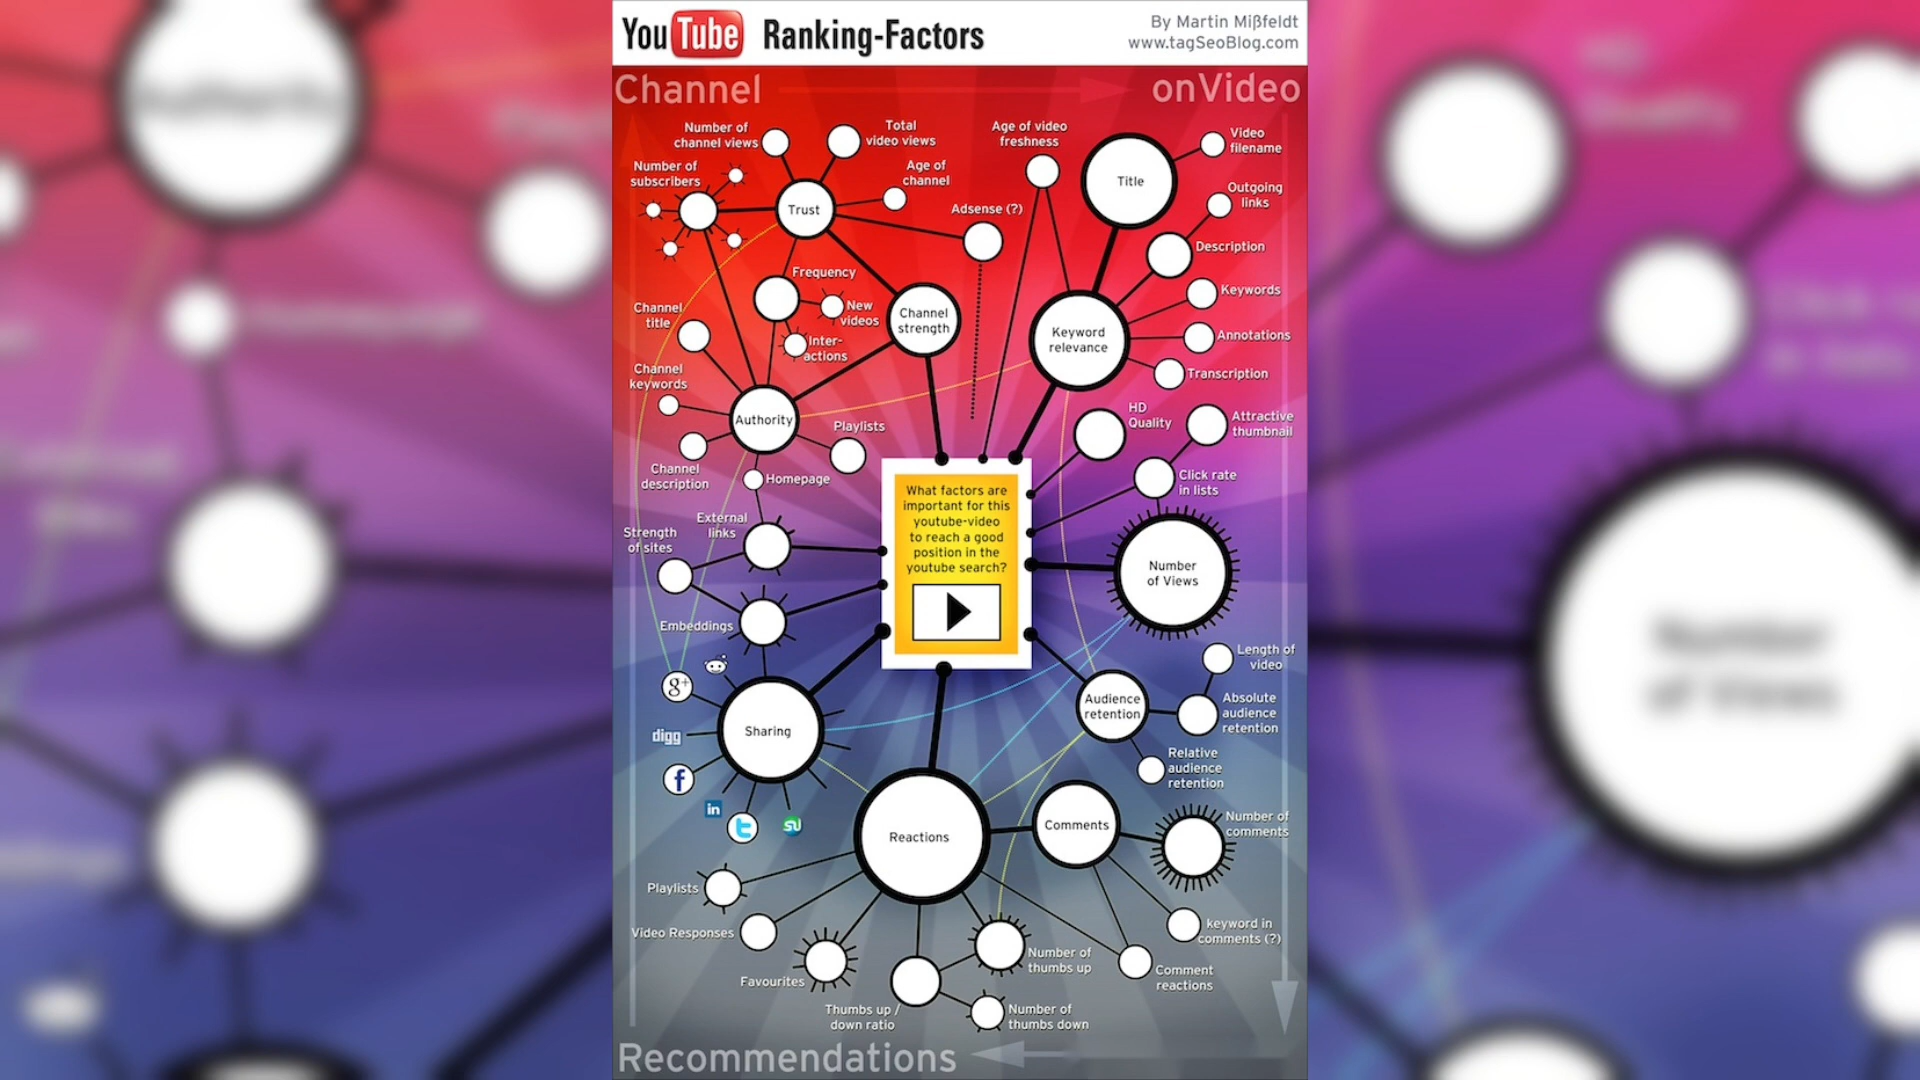 You Tube Ranking-Factors
By Martin Mißfeldt
www.tagSeoBlog.com
Channel
onVideo
Number of
channel views
Total
video views
Age of video
freshness
Title
Video
filename
Number of
subscribers
Trust
Age of
channel
Adsense (?)
Outgoing
links
Description
Frequency
New
videos
Inter-
actions
Channel
title
Channel
strength
Keyword
relevance
Keywords
Annotations
Transcription
Channel
keywords
Authority
Playlists
Channel
description
Homepage
HD
Quality
Attractive
thumbnail
Click rate
in lists
External
links
Strength
of sites
What factors are
important for this
youtube-video
to reach a good
position in the
youtube search?
Number
of Views
Embeddings
g+
digg
f
in
t
Sharing
Length of
video
Audience
retention
Absolute
audience
retention
Relative
audience
retention
Reactions
Comments
Number of
comments
Playlists
Video Responses
Favourites
Thumbs up /
down ratio
Number of
thumbs up
Number of
thumbs down
keyword in
comments (?)
Comment
reactions
Recommendations